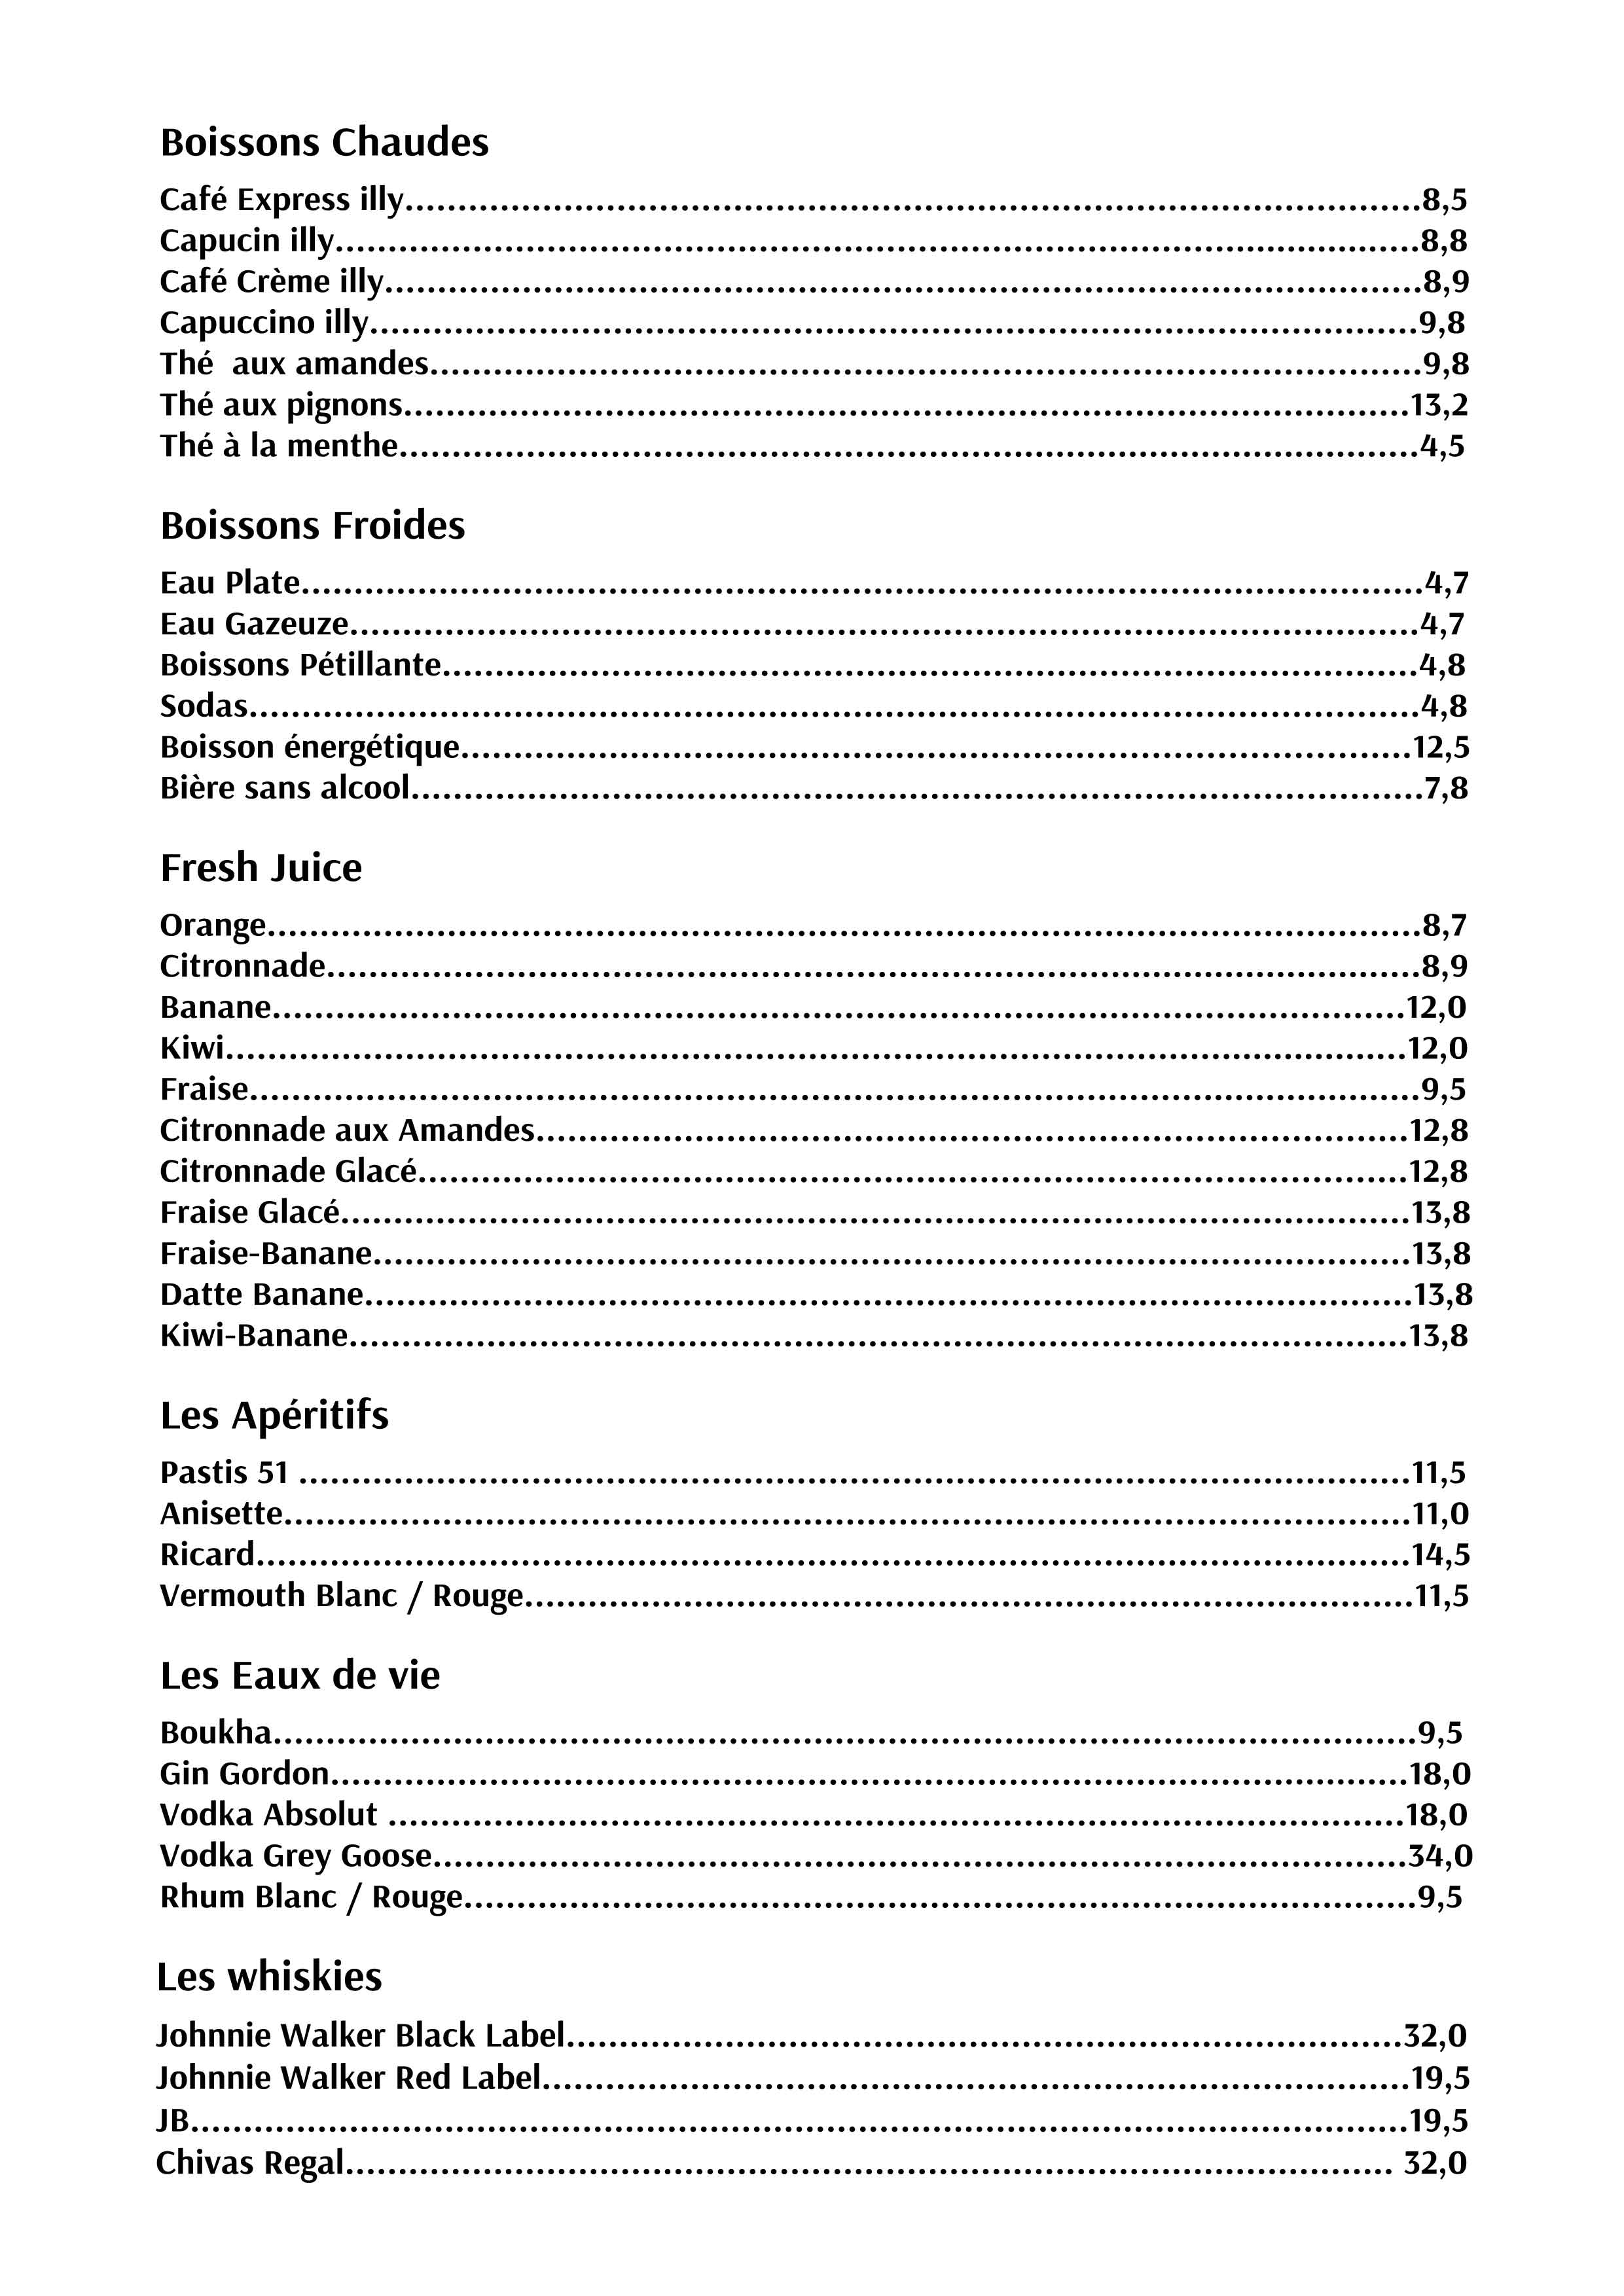 Boissons Chaudes
Café Express illy........................................................................................................8,5
Capucin illy........................................................................................................8,8
Café Crème illy........................................................................................................8,9
Capuccino illy........................................................................................................9,8
Thé  aux amandes........................................................................................................9,8
Thé aux pignons........................................................................................................13,2
Thé à la menthe........................................................................................................4,5
Boissons Froides
Eau Plate........................................................................................................4,7
Eau Gazeuze........................................................................................................4,7
Boissons Pétillante........................................................................................................4,8
Sodas........................................................................................................4,8
Boisson énergétique........................................................................................................12,5
Bière sans alcool........................................................................................................7,8
Fresh Juice
Orange........................................................................................................8,7
Citronnade........................................................................................................8,9
Banane........................................................................................................12,0
Kiwi........................................................................................................12,0
Fraise........................................................................................................9,5
Citronnade aux Amandes........................................................................................................12,8
Citronnade Glacé........................................................................................................12,8
Fraise Glacé........................................................................................................13,8
Fraise-Banane........................................................................................................13,8
Datte Banane........................................................................................................13,8
Kiwi-Banane........................................................................................................13,8
Les Apéritifs
Pastis 51 ........................................................................................................11,5
Anisette........................................................................................................11,0
Ricard........................................................................................................14,5
Vermouth Blanc / Rouge........................................................................................................11,5
Les Eaux de vie
Boukha........................................................................................................9,5
Gin Gordon........................................................................................................18,0
Vodka Absolut ........................................................................................................18,0
Vodka Grey Goose........................................................................................................34,0
Rhum Blanc / Rouge........................................................................................................9,5
Les whiskies
Johnnie Walker Black Label........................................................................................................32,0
Johnnie Walker Red Label........................................................................................................19,5
JB........................................................................................................19,5
Chivas Regal........................................................................................................ 32,0